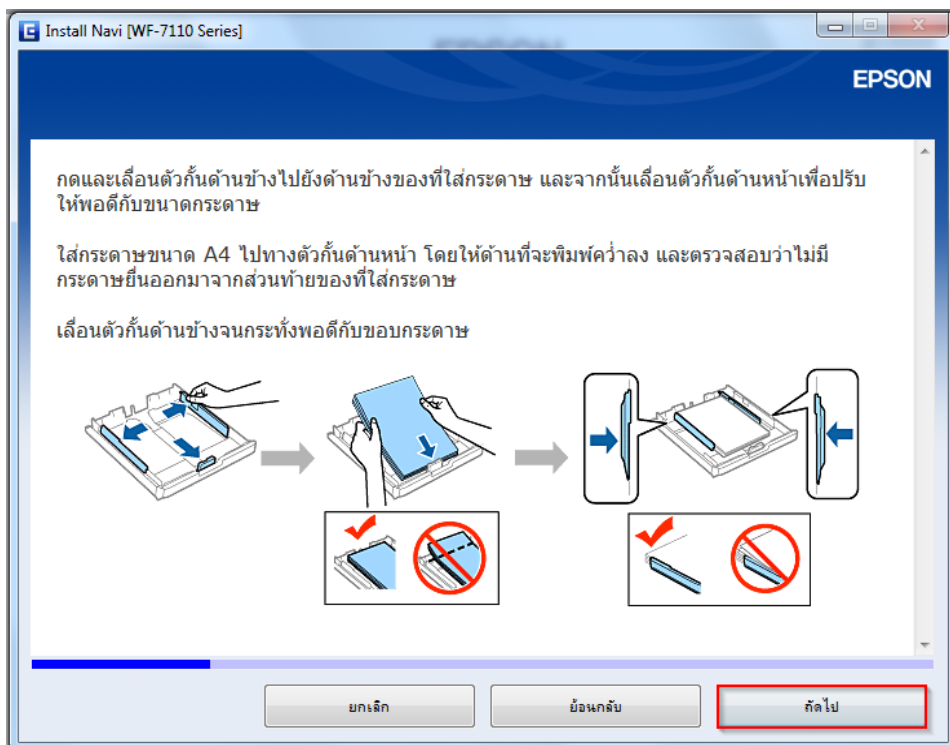 Install Navi [WF-7110 Series]
EPSON
กดและเลื่อนตัวกั้นด้านข้างไปยังด้านข้างของที่ใส่กระดาษ และจากนั้นเลื่อนตัวกั้นด้านหน้าเพื่อปรับ
ให้พอดีกับขนาดกระดาษ
ใส่กระดาษขนาด A4 ไปทางตัวกั้นด้านหน้า โดยให้ด้านที่จะพิมพ์คว่ำลง และตรวจสอบว่าไม่มี
กระดาษยื่นออกมาจากส่วนท้ายของที่ใส่กระดาษ
เลื่อนตัวกั้นด้านข้างจนกระทั่งพอดีกับขอบกระดาษ
ยกเลิก
ย้อนกลับ
ถัดไป